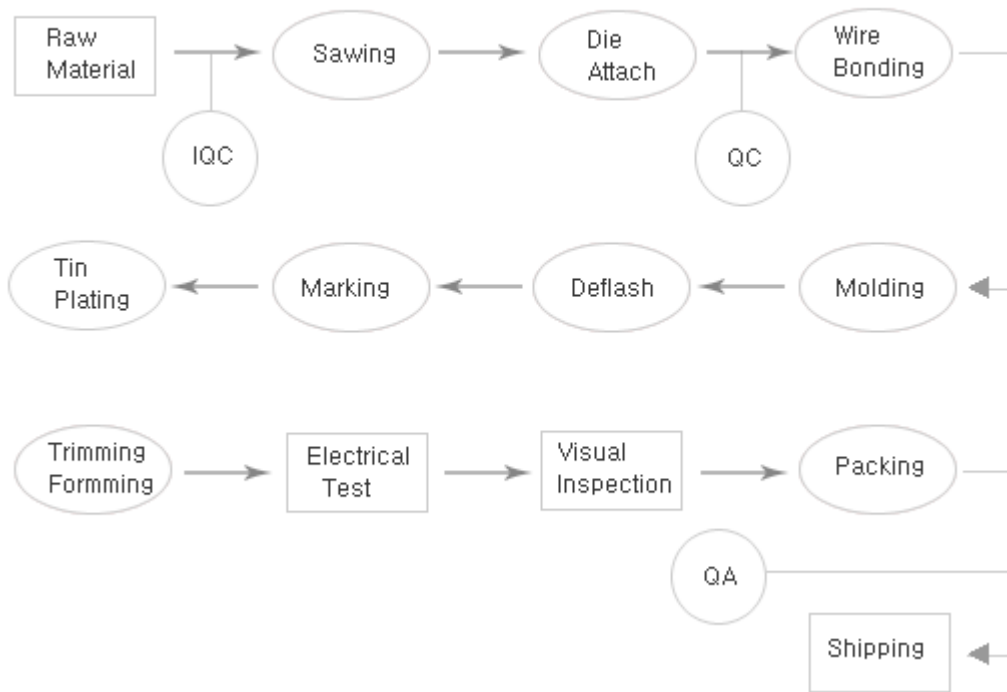 Raw
Material
Sawing
Die
Attach
Wire
Bonding
IQC
QC
Tin
Plating
Marking
Deflash
Molding
Trimming
Formming
Electrical
Test
Visual
Inspection
Packing
QA
Shipping